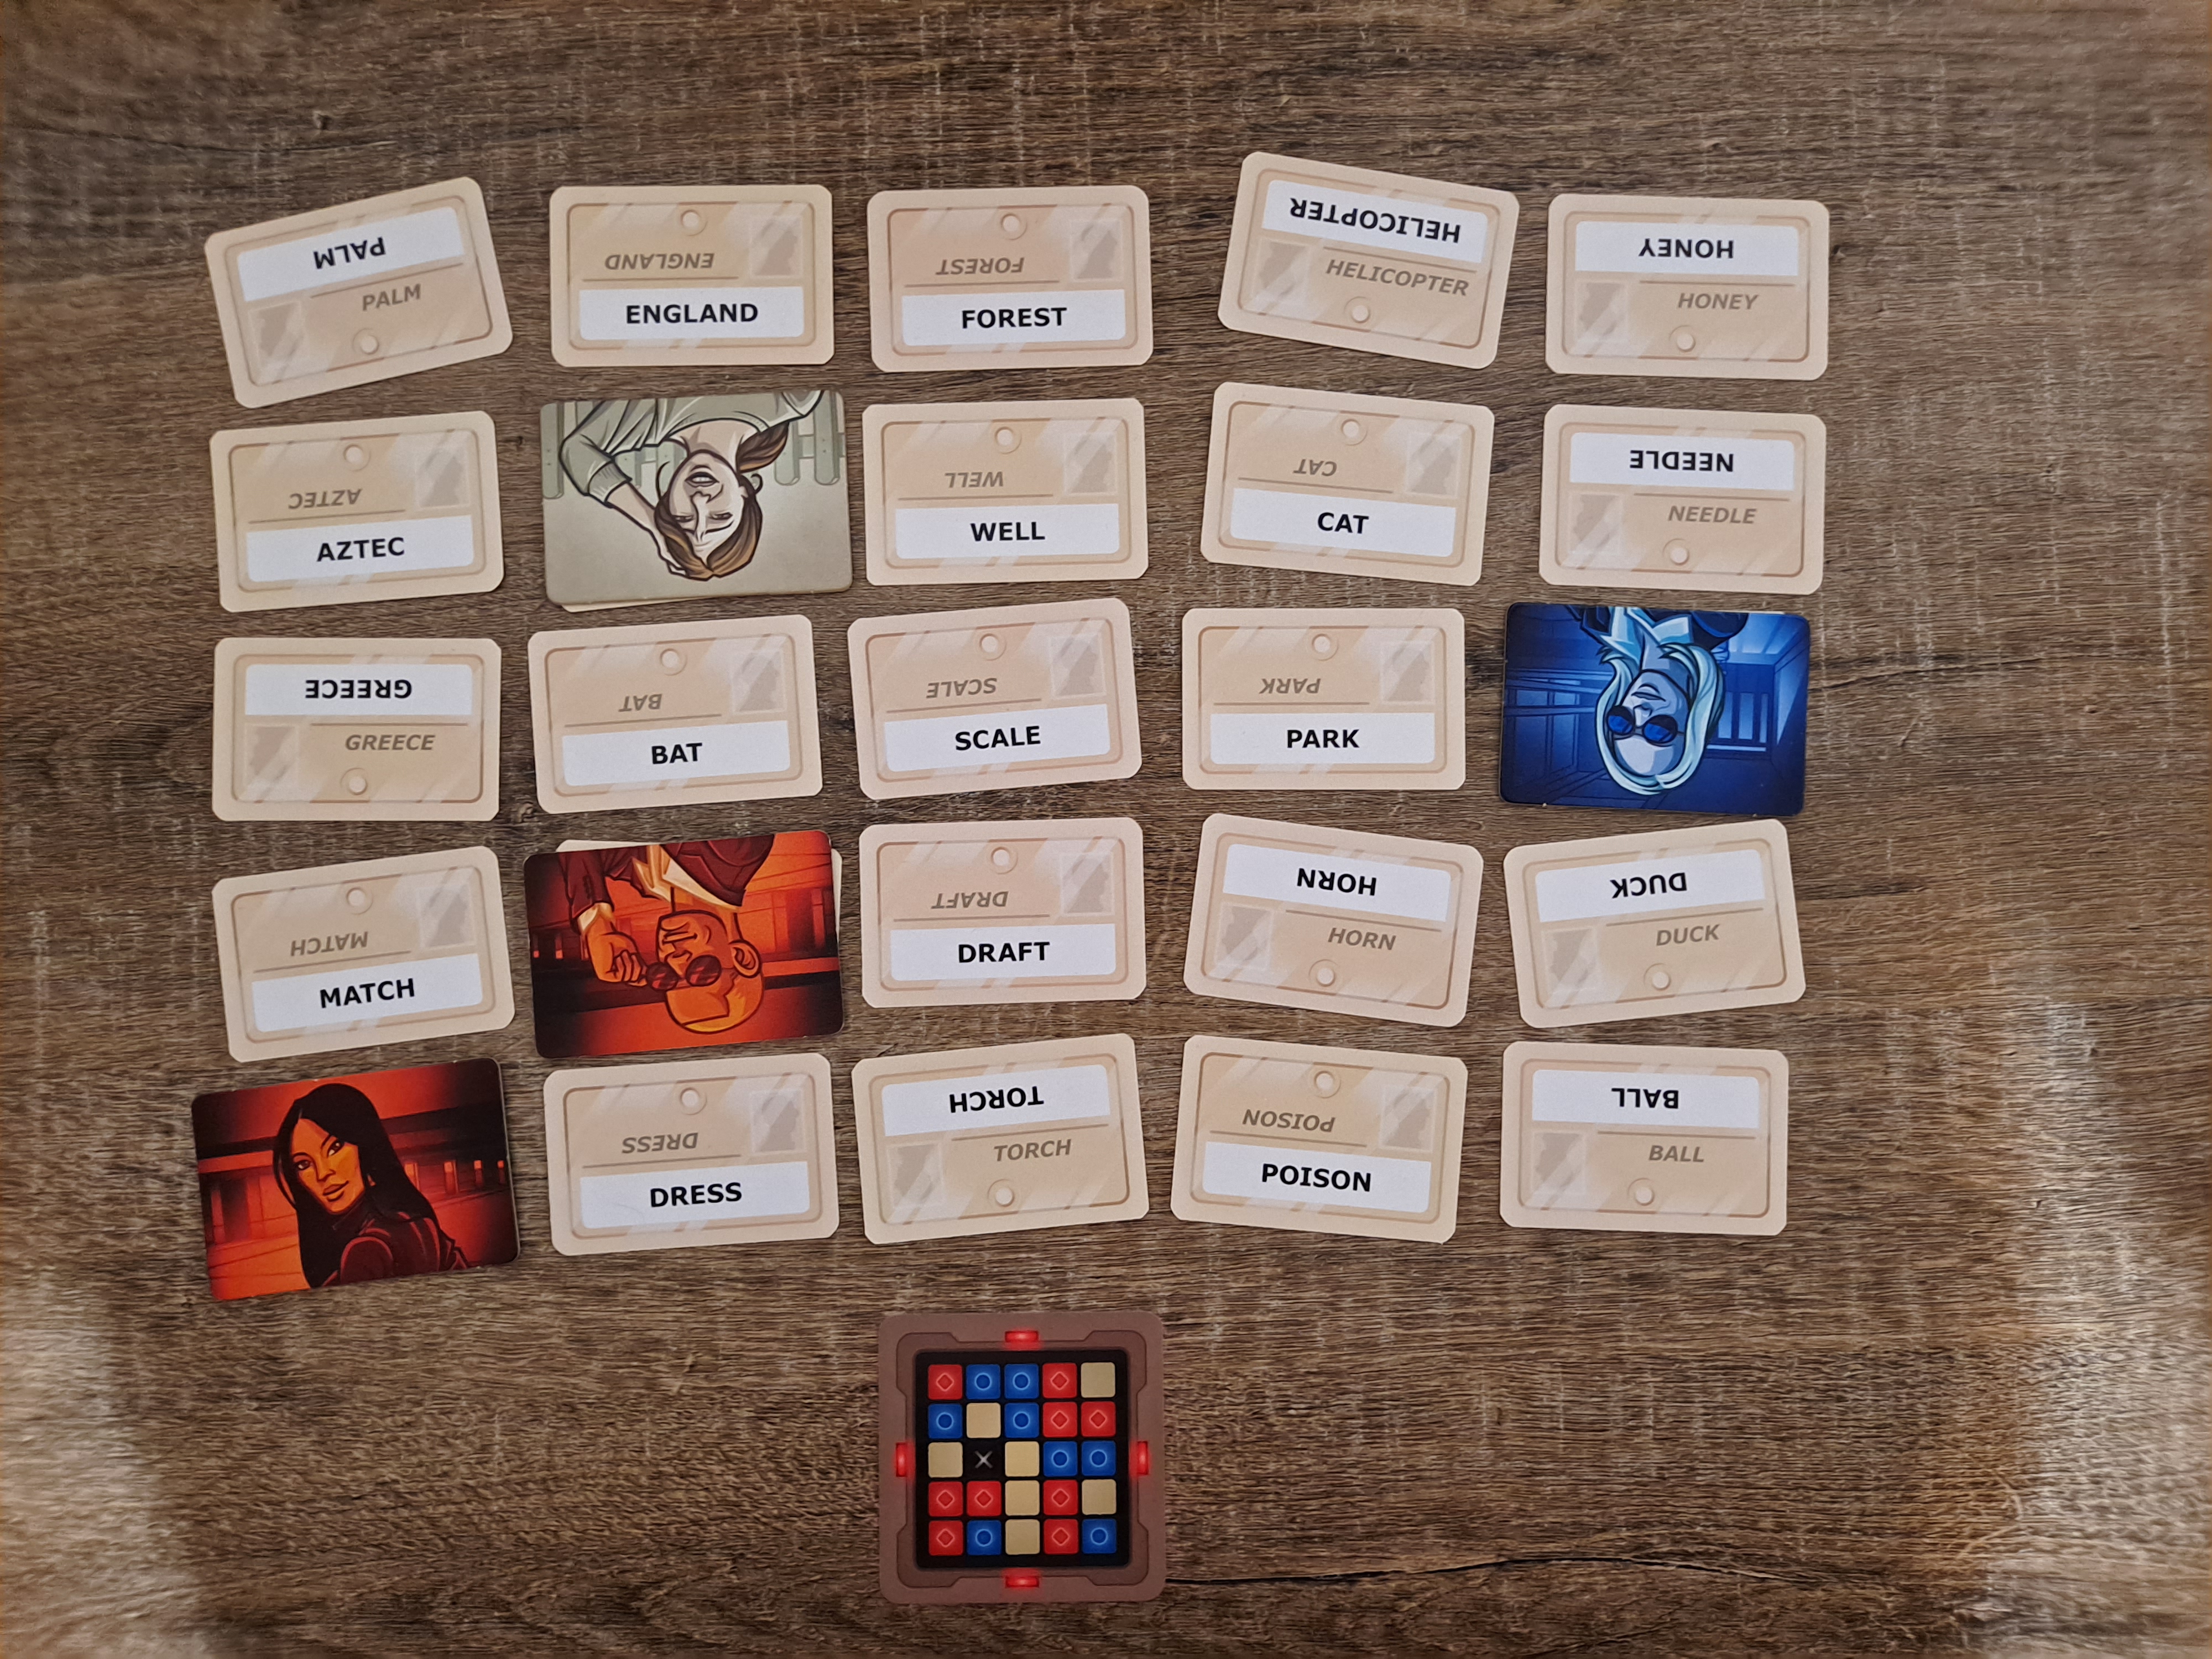 PALM
PALM
ENGLAND
ENGLAND
FOREST
FOREST
HELICOPTER
HELICOPTER
HONEY
HONEY
AZTEC
AZTEC
WELL
WELL
CAT
CAT
NEEDLE
NEEDLE
GREECE
GREECE
BAT
BAT
SCALE
SCALE
PARK
PARK
MATCH
MATCH
DRAFT
DRAFT
HORN
HORN
DUCK
DUCK
DRESS
DRESS
TORCH
TORCH
POISON
POISON
BALL
BALL